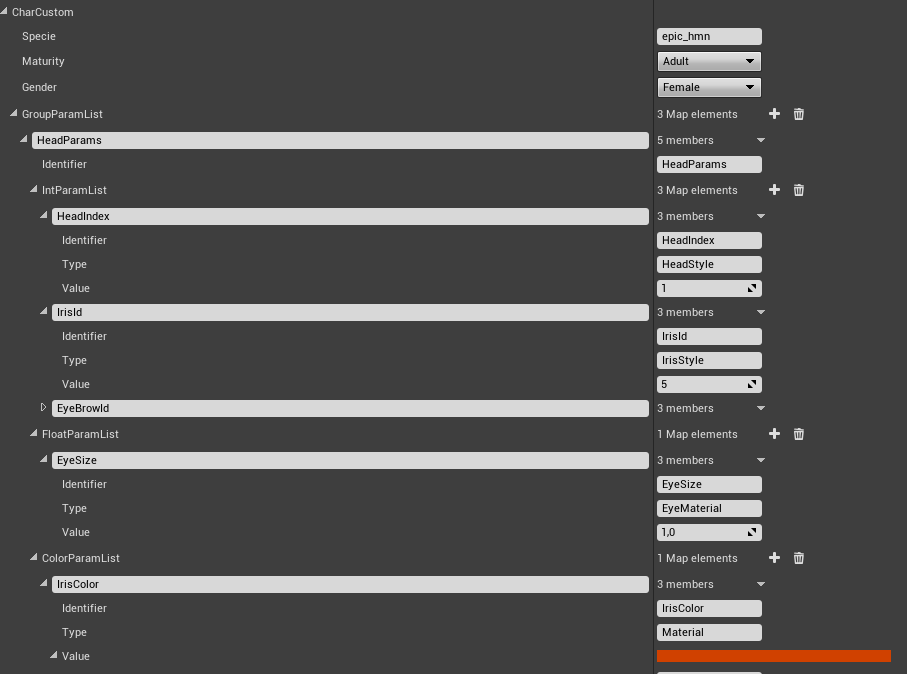 CharCustom
Specie epic_hmn
Maturity Adult
Gender Female
GroupParamList 3 Map elements
HeadParams 5 members
Identifier HeadParams
IntParamList 3 Map elements
HeadIndex 3 members
Identifier HeadIndex
Type HeadStyle
Value 1
IrisId 3 members
Identifier IrisId
Type IrisStyle
Value 5
EyeBrowId 3 members
FloatParamList 1 Map elements
EyeSize 3 members
Identifier EyeSize
Type EyeMaterial
Value 1,0
ColorParamList 1 Map elements
IrisColor 3 members
Identifier IrisColor
Type Material
Value